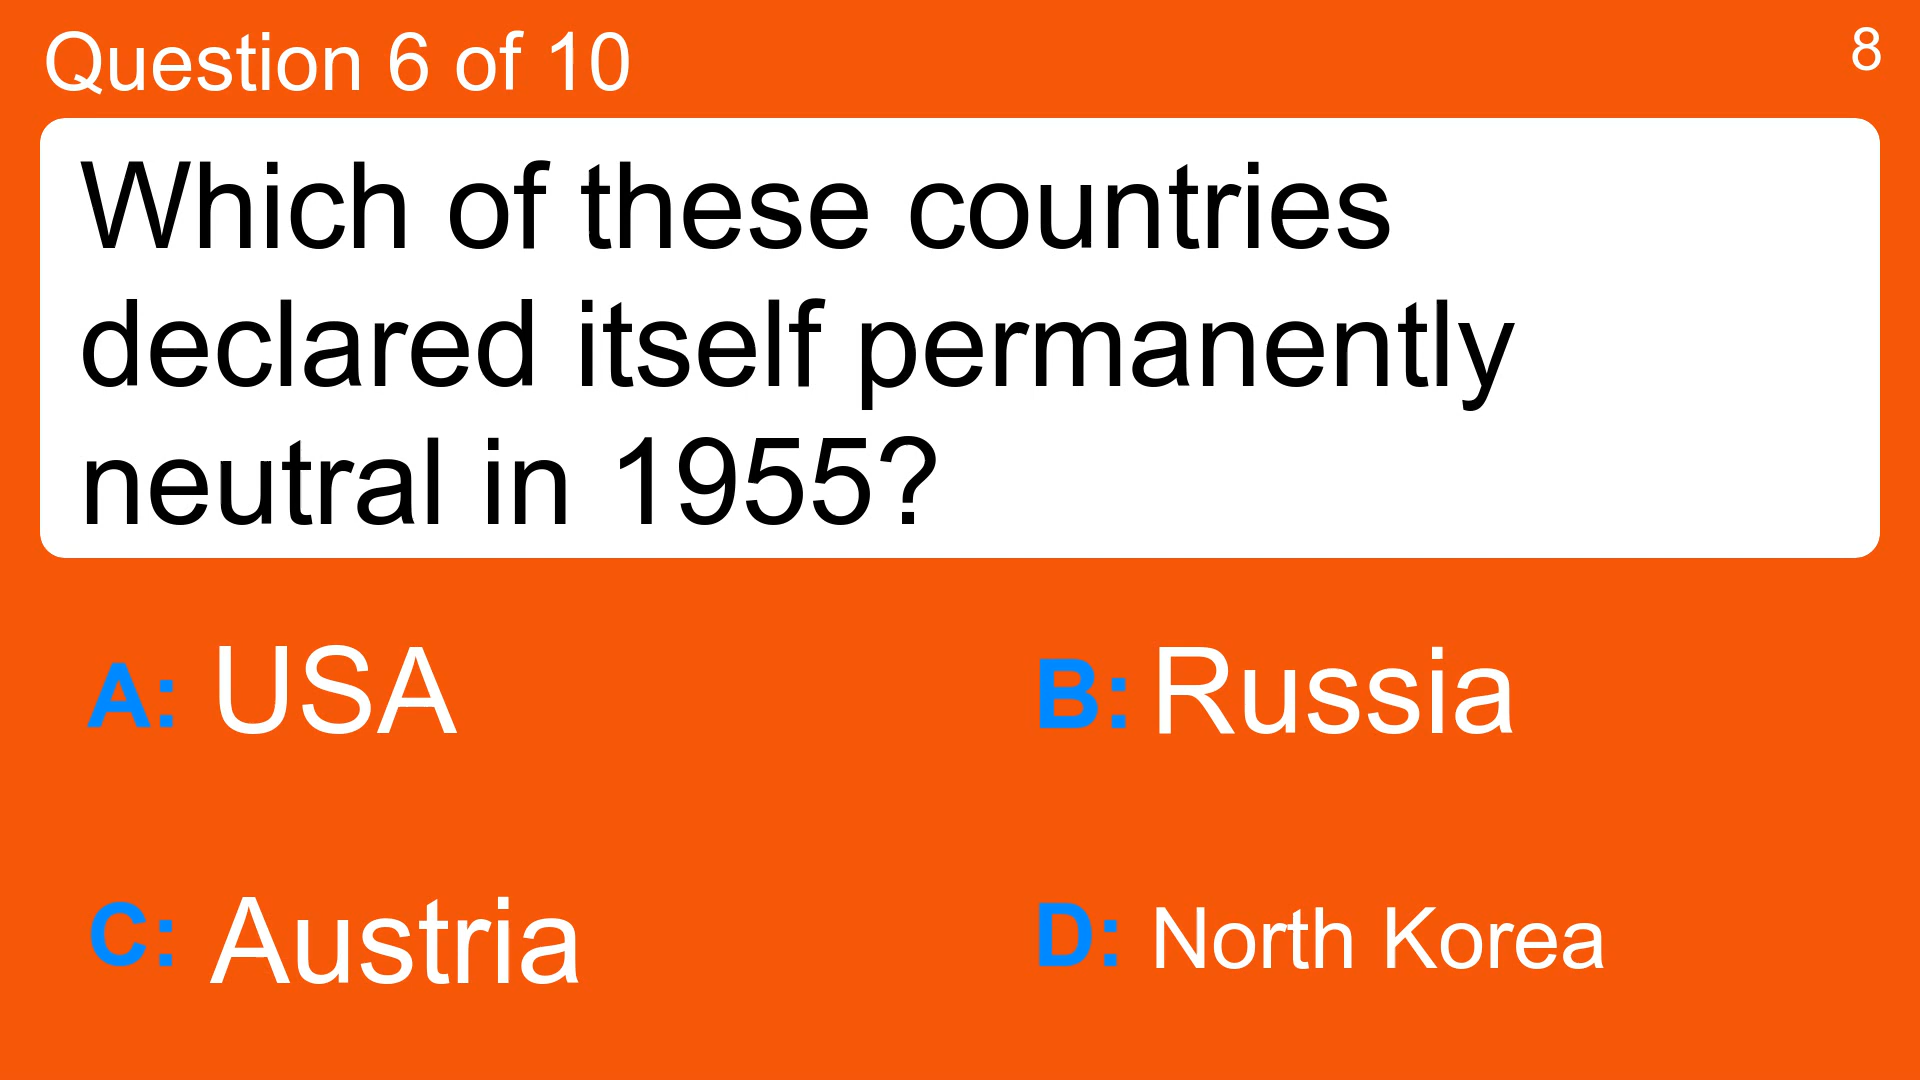 Question 6 of 10
8
Which of these countries
declared itself permanently
neutral in 1955?
A: USA
B: Russia
C: Austria
D: North Korea